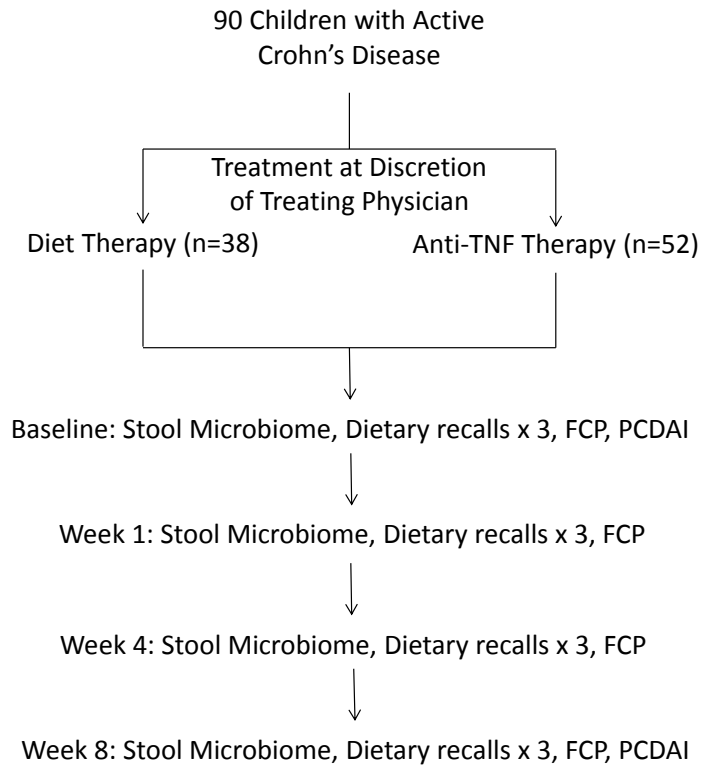 90 Children with Active
Crohn’s Disease
Treatment at Discretion
of Treating Physician
Diet Therapy (n=38)
Anti-TNF Therapy (n=52)
Baseline: Stool Microbiome, Dietary recalls x 3, FCP, PCDAI
Week 1: Stool Microbiome, Dietary recalls x 3, FCP
Week 4: Stool Microbiome, Dietary recalls x 3, FCP
Week 8: Stool Microbiome, Dietary recalls x 3, FCP, PCDAI